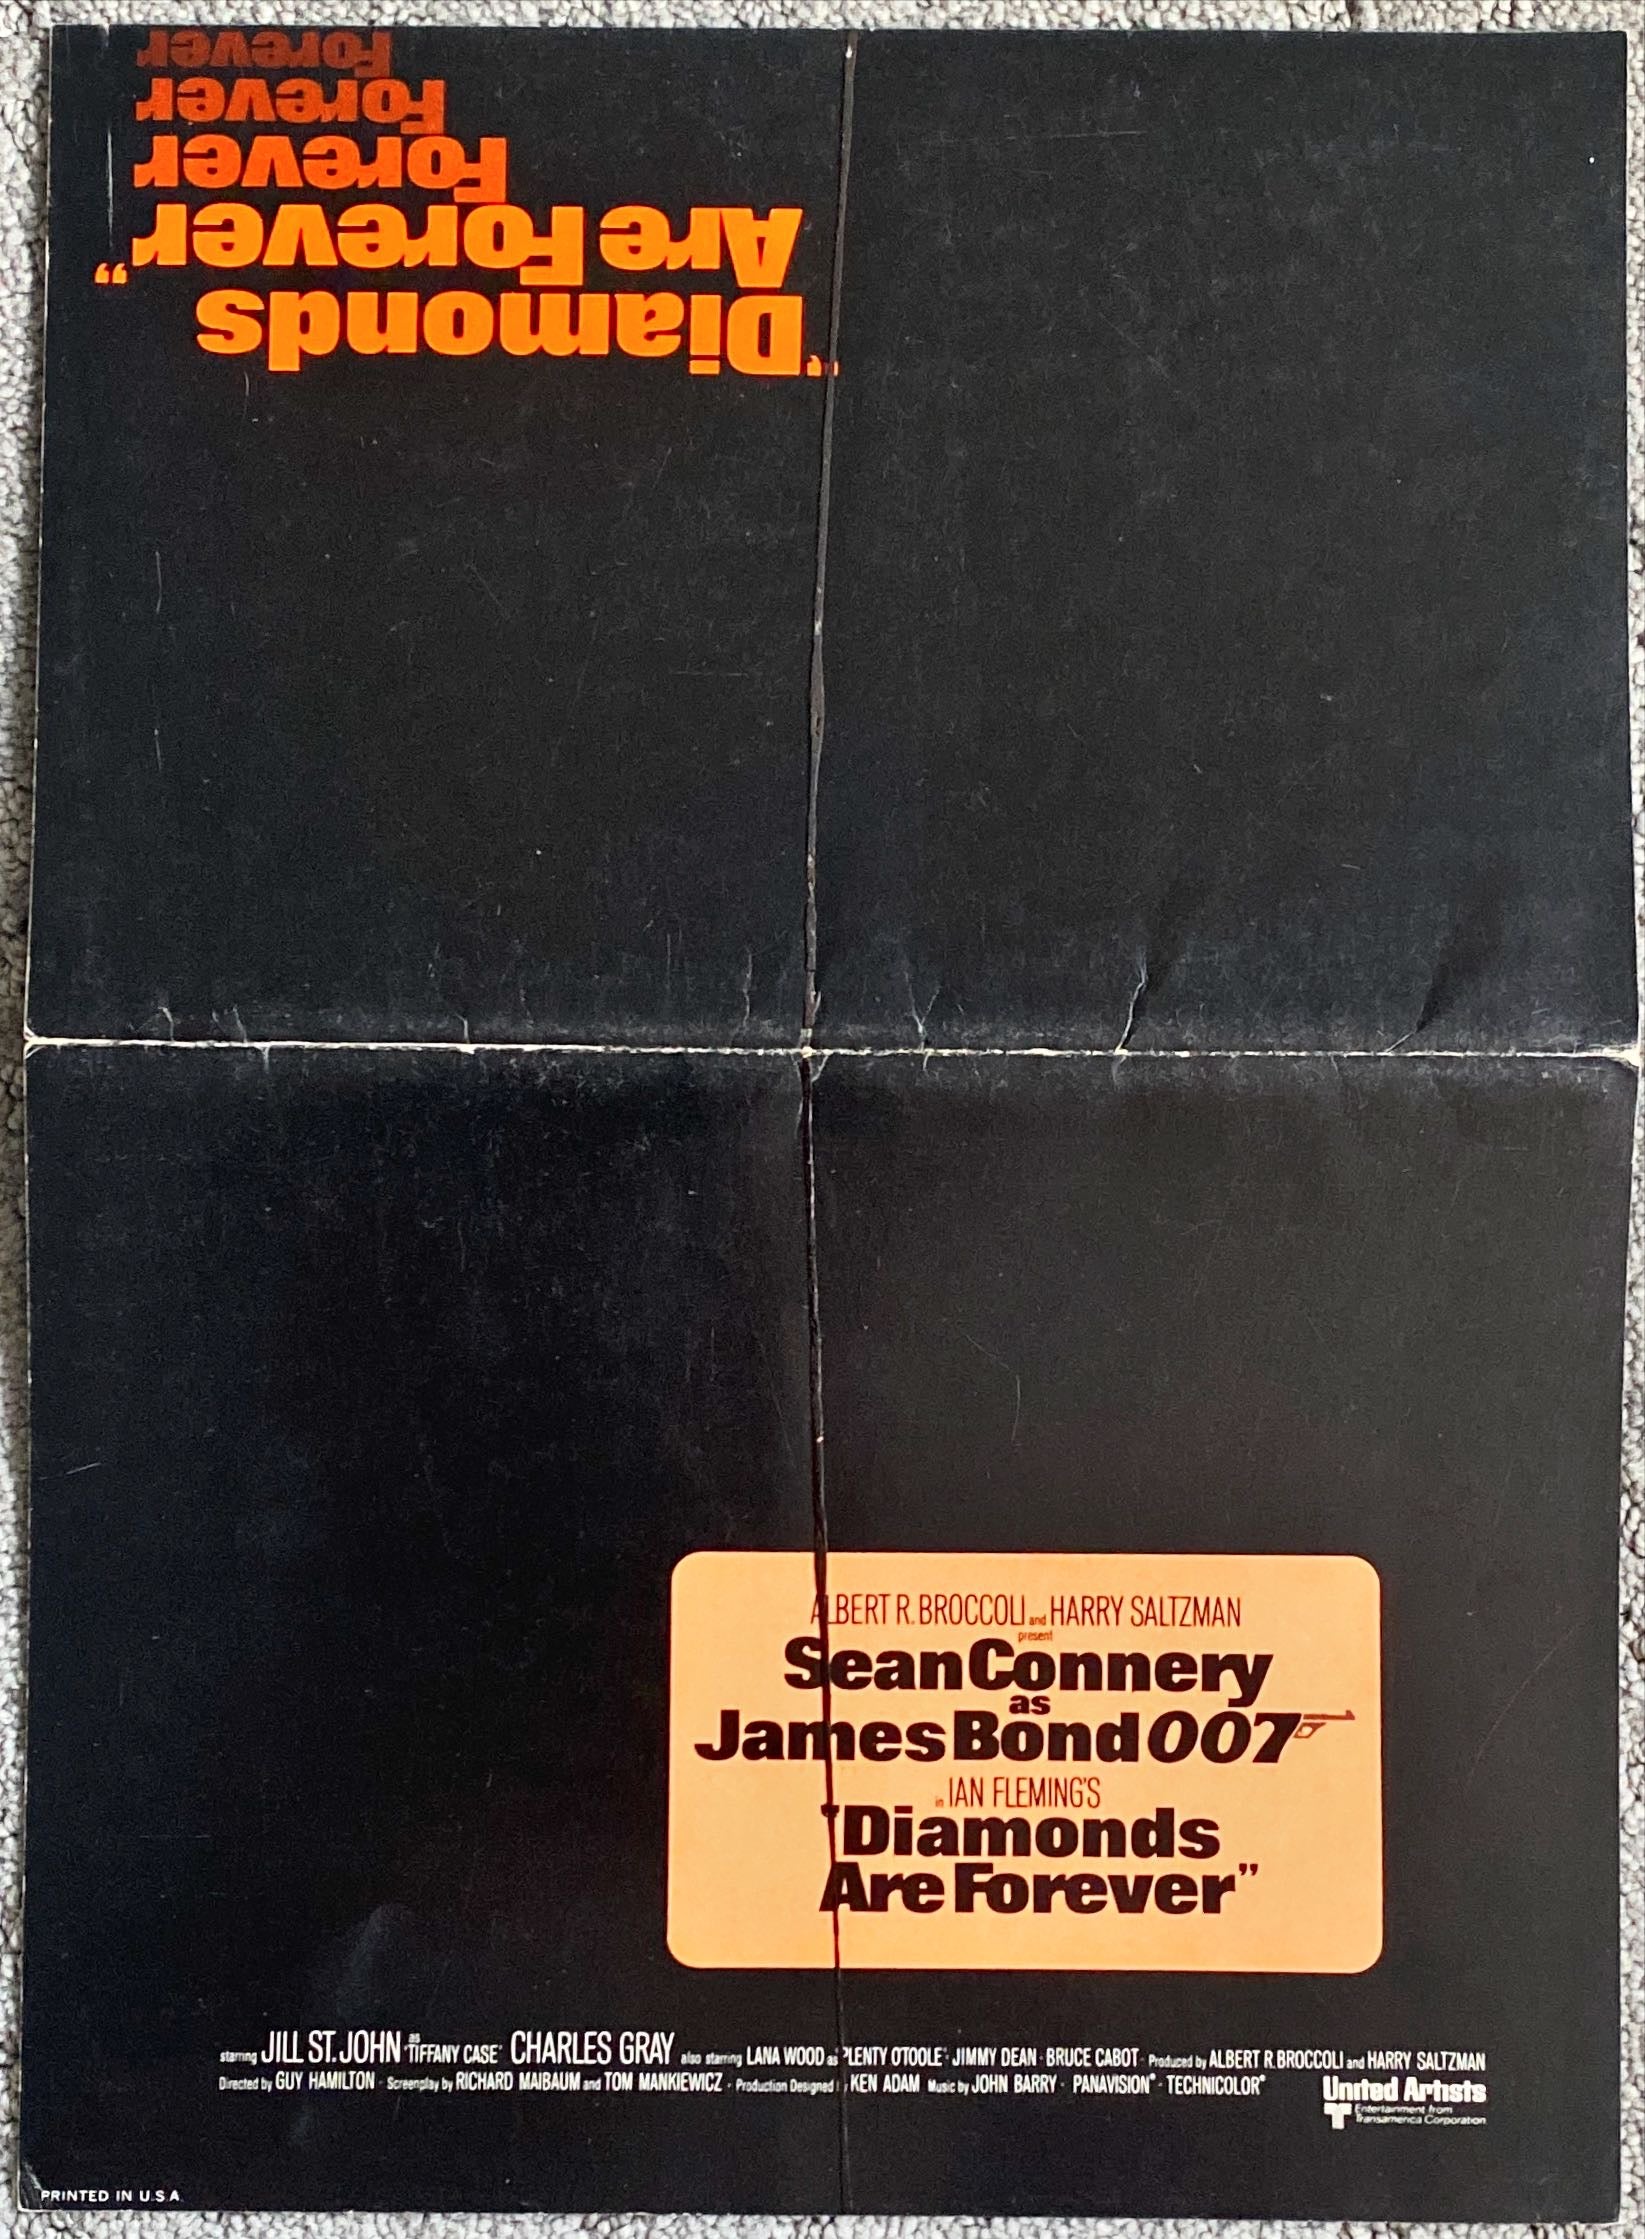 "Diamonds
Are Forever"
Forever
Forever
Forever
ALBERT R. BROCCOLI and HARRY SALTZMAN
present
Sean Connery
as
James Bond 007
in IAN FLEMING'S
"Diamonds
Are Forever"
starring JILL ST. JOHN as "TIFFANY CASE" CHARLES GRAY also starring LANA WOOD as "PLENTY O'TOOLE" · JIMMY DEAN · BRUCE CABOT · Produced by ALBERT R. BROCCOLI and HARRY SALTZMAN
Directed by GUY HAMILTON · Screenplay by RICHARD MAIBAUM and TOM MANKIEWICZ · Production Designed KEN ADAM Music by JOHN BARRY · PANAVISION® · TECHNICOLOR®
United Artists
Entertainment from
Transamerica Corporation
PRINTED IN U.S.A.